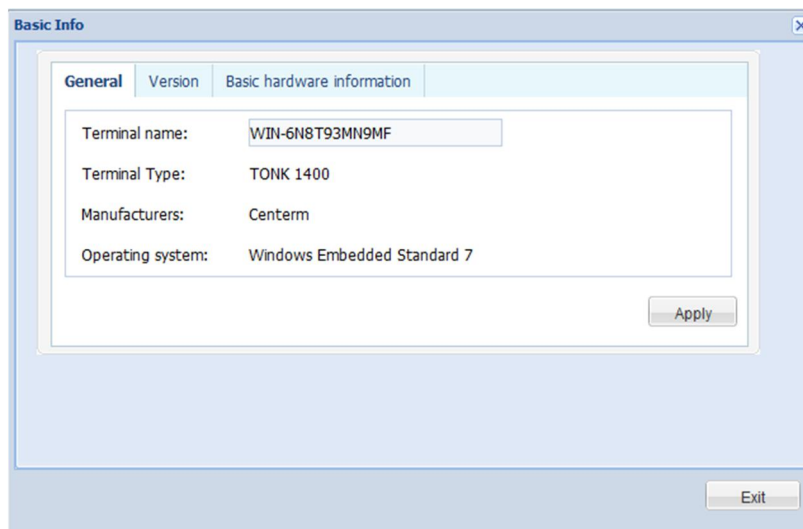 Basic Info
General Version Basic hardware information
Terminal name: WIN-6N8T93MN9MF
Terminal Type: TONK 1400
Manufacturers: Centerm
Operating system: Windows Embedded Standard 7
Apply
Exit